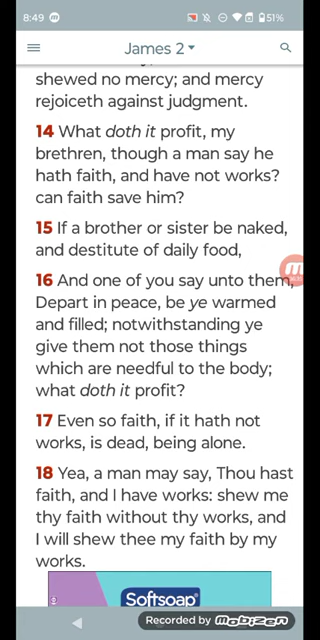 8:49
51%
James 2
shewed no mercy; and mercy
rejoiceth against judgment.
14 What doth it profit, my
brethren, though a man say he
hath faith, and have not works?
can faith save him?
15 If a brother or sister be naked,
and destitute of daily food,
16 And one of you say unto them,
Depart in peace, be ye warmed
and filled; notwithstanding ye
give them not those things
which are needful to the body;
what doth it profit?
17 Even so faith, if it hath not
works, is dead, being alone.
18 Yea, a man may say, Thou hast
faith, and I have works: shew me
thy faith without thy works, and
I will shew thee my faith by my
works.
Softsoap
Recorded by MOBIZEN